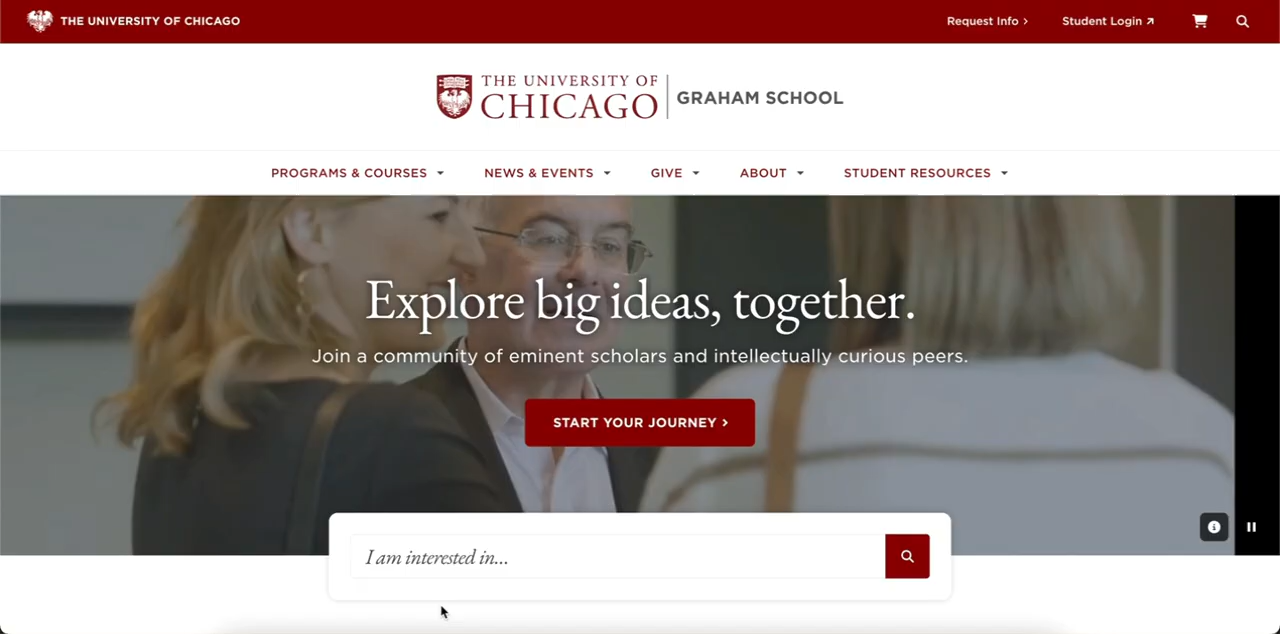 THE UNIVERSITY OF CHICAGO
Request Info ›
Student Login
THE UNIVERSITY OF
CHICAGO
GRAHAM SCHOOL
PROGRAMS & COURSES
NEWS & EVENTS
GIVE
ABOUT
STUDENT RESOURCES
Explore big ideas, together.
Join a community of eminent scholars and intellectually curious peers.
START YOUR JOURNEY ›
I am interested in...